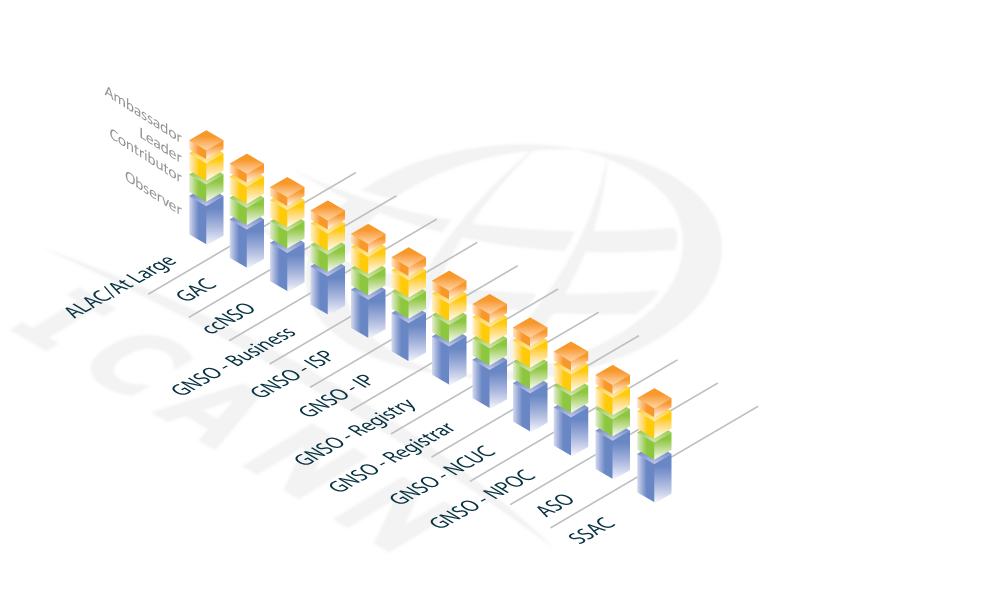 Ambassador
Leader
Contributor
Observer
ALAC/At Large
GAC
ccNSO
GNSO - Business
GNSO - ISP
GNSO - IP
GNSO - Registry
GNSO - Registrar
GNSO - NCUC
GNSO - NPOC
ASO
SSAC
ICANN